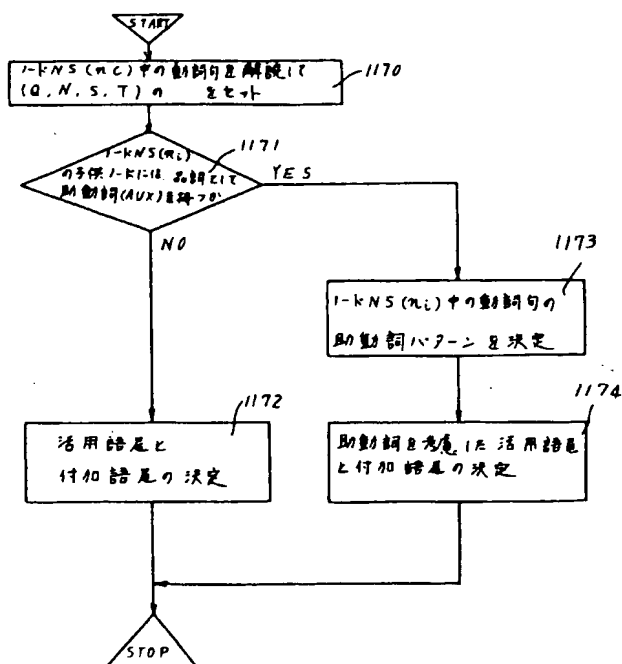 START
ノードNS(ni)中の動詞句を解読して
(Q,N,S,T)の　　をセット
1170
ノードNS(ni)
の子供ノードには、品詞として
助動詞(AUX)を持つか
1171
YES
NO
1173
ノードNS(ni)中の動詞句の
助動詞パターンを決定
1172
活用語尾と
付加語尾の決定
1174
助動詞を考慮した活用語尾
と付加語尾の決定
STOP